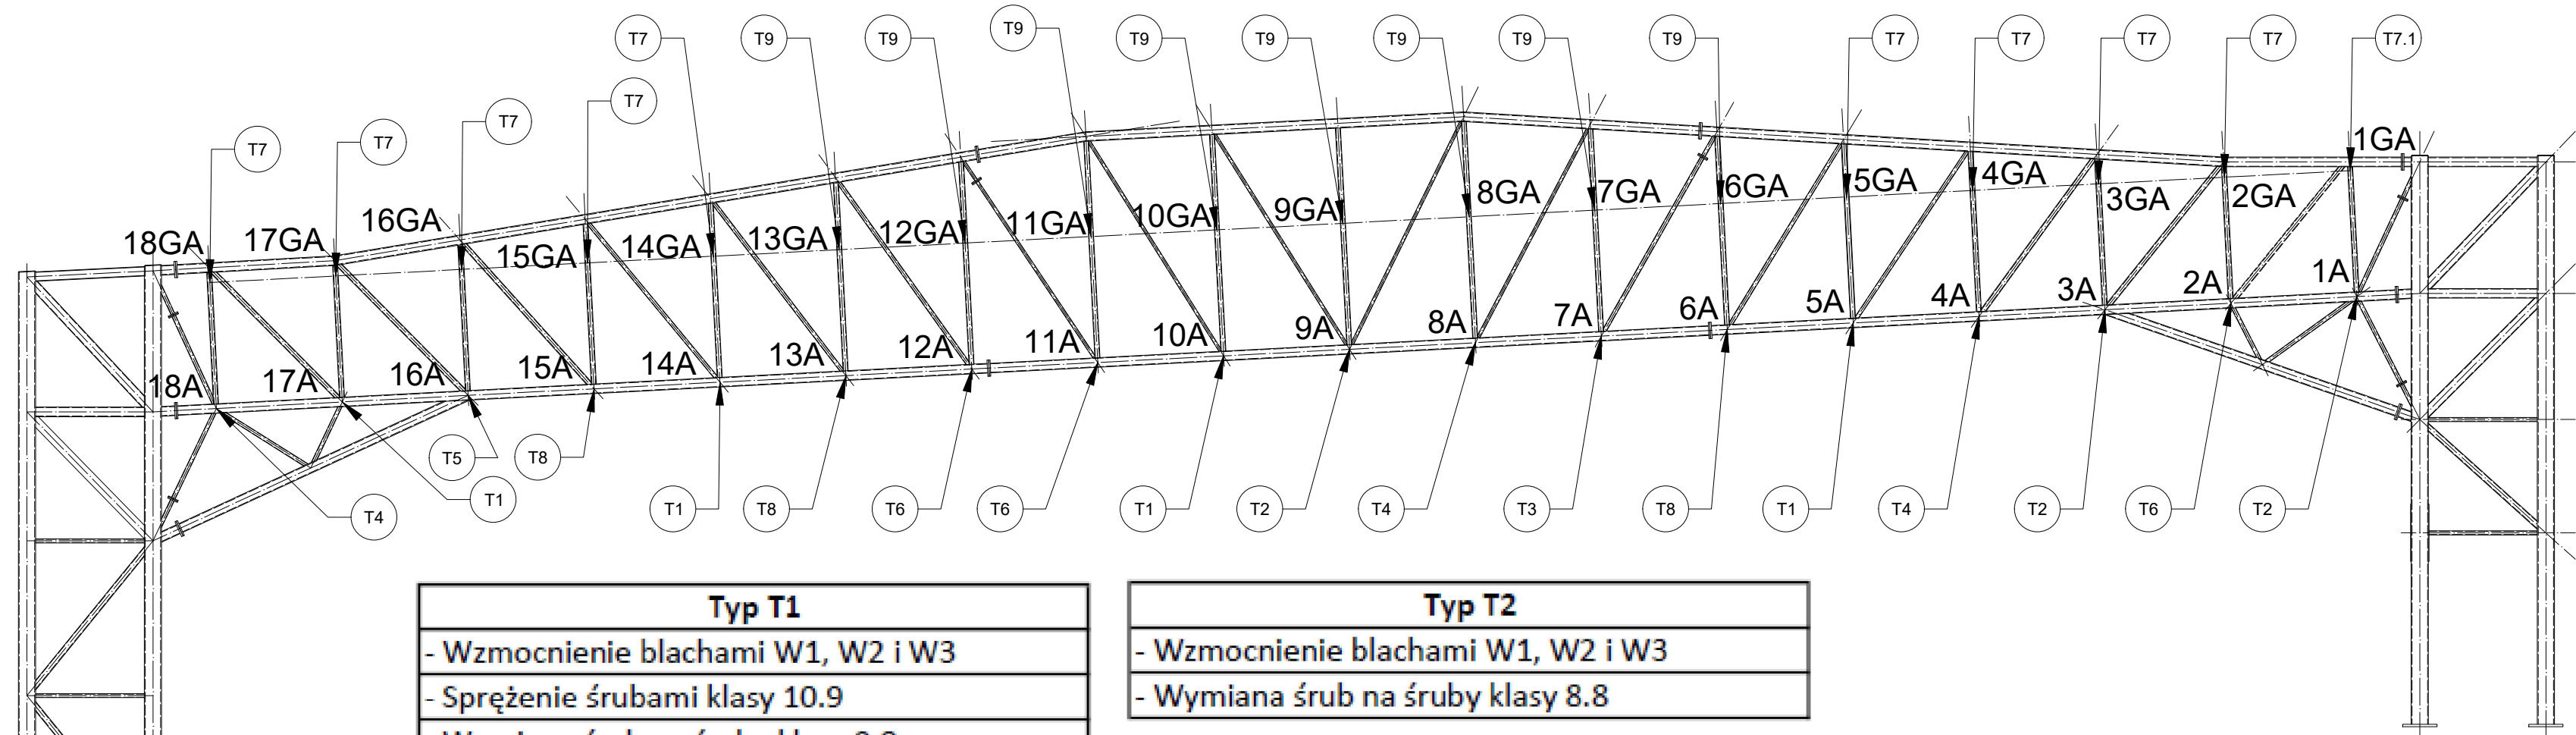 T9
T7 T9 T9 T9 T9 T9 T9 T9 T7 T7 T7 T7 T7.1
T7
T7
T7
T7
1GA
18GA 17GA 16GA 15GA 14GA 13GA 12GA 11GA 10GA 9GA 8GA 7GA 6GA 5GA 4GA 3GA 2GA
18A 17A 16A 15A 14A 13A 12A 11A 10A 9A 8A 7A 6A 5A 4A 3A 2A 1A
T5 T8
T1
T4 T1 T8 T6 T6 T1 T2 T4 T3 T8 T1 T4 T2 T6 T2
Typ T1
- Wzmocnienie blachami W1, W2 i W3
- Sprężenie śrubami klasy 10.9
Typ T2
- Wzmocnienie blachami W1, W2 i W3
- Wymiana śrub na śruby klasy 8.8